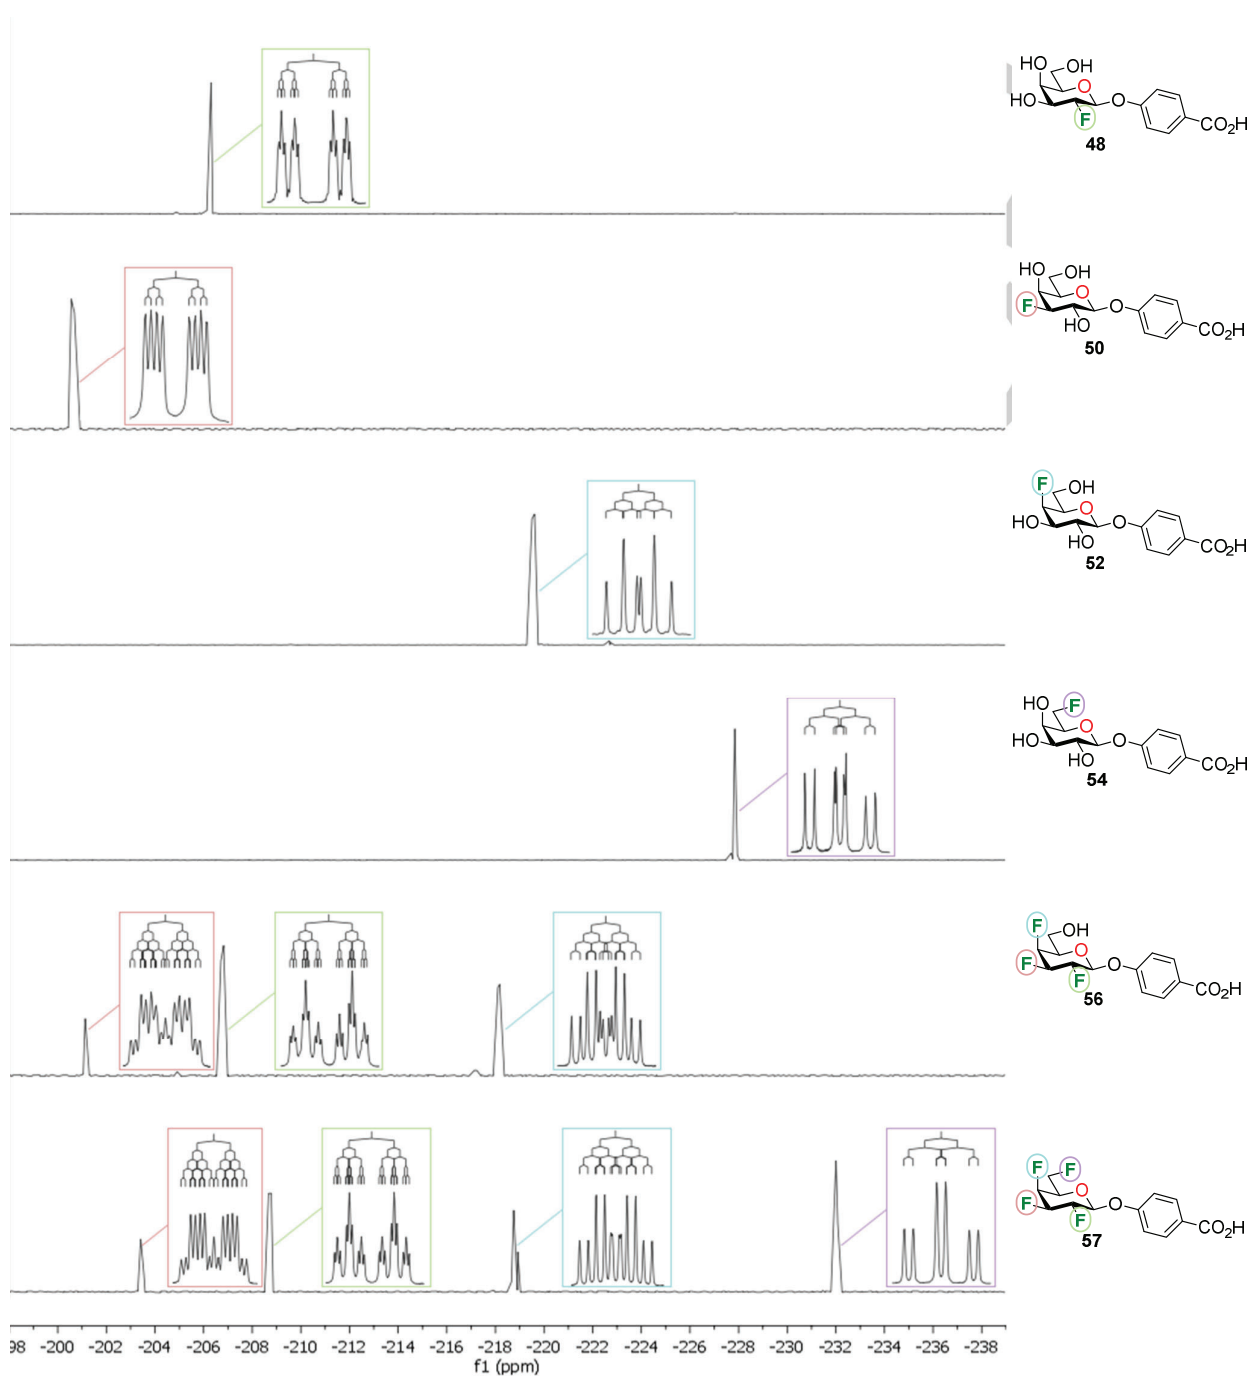 HO
OH
O
HO
O
F
CO₂H
48
HO
OH
O
F
O
HO
CO₂H
50
F
OH
O
HO
O
HO
CO₂H
52
HO
F
O
HO
O
HO
CO₂H
54
F
OH
O
F
O
F
CO₂H
56
F F
O
F
O
F
CO₂H
57
98 -200 -202 -204 -206 -208 -210 -212 -214 -216 -218 -220 -222 -224 -226 -228 -230 -232 -234 -236 -238
f1 (ppm)